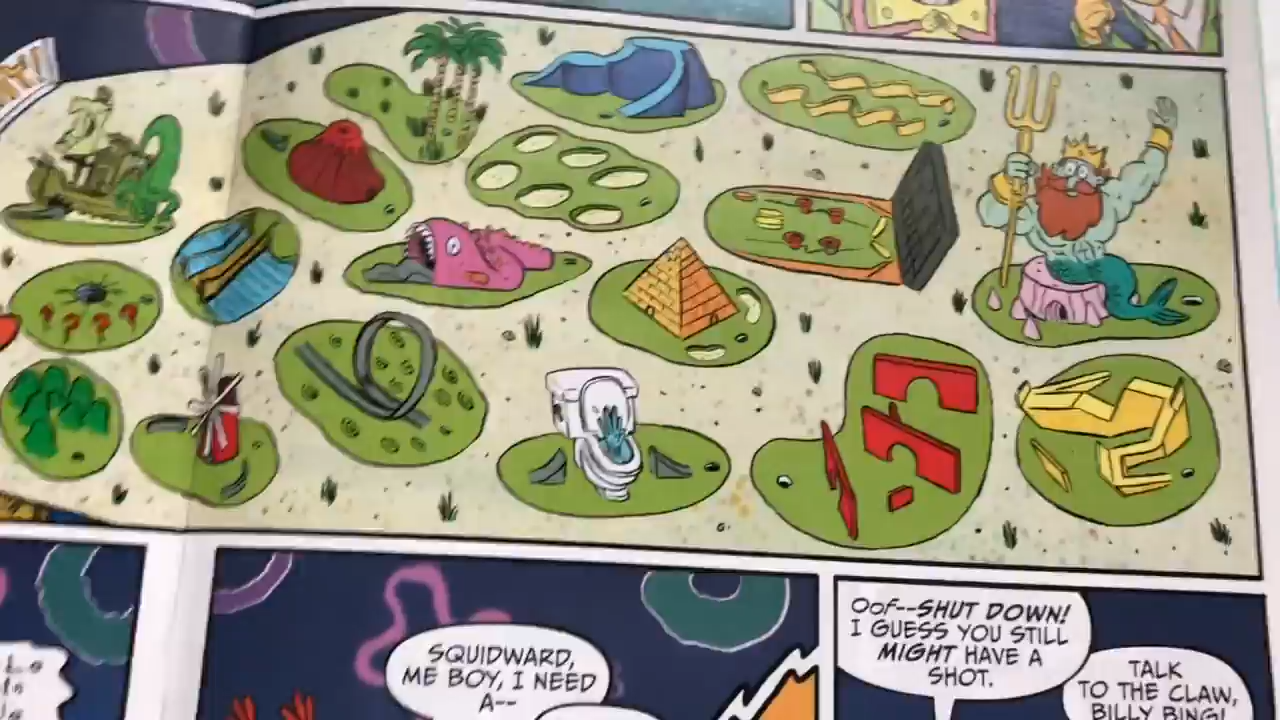 SQUIDWARD,
ME BOY, I NEED
A--
OOF--SHUT DOWN!
I GUESS YOU STILL
MIGHT HAVE A
SHOT.
TALK
TO THE CLAW,
BILLY BING!